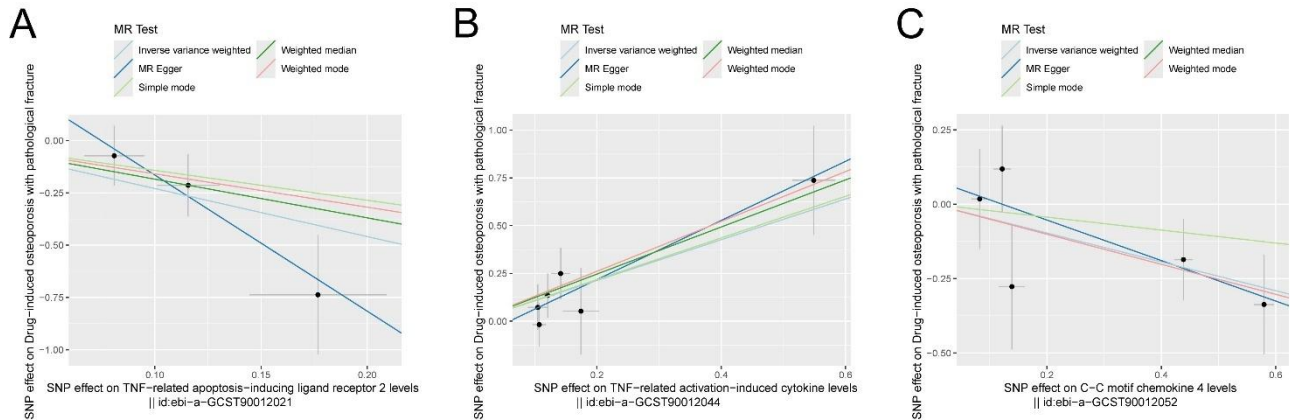 A
MR Test
Inverse variance weighted
Weighted median
MR Egger
Weighted mode
Simple mode
SNP effect on Drug-induced osteoporosis with pathological fracture
0.00
−0.25
−0.50
−0.75
−1.00
0.10
0.15
0.20
SNP effect on TNF−related apoptosis−inducing ligand receptor 2 levels
|| id:ebi−a−GCST90012021
B
MR Test
Inverse variance weighted
Weighted median
MR Egger
Weighted mode
Simple mode
SNP effect on Drug-induced osteoporosis with pathological fracture
1.00
0.75
0.50
0.25
0.00
0.2
0.4
0.6
SNP effect on TNF−related activation−induced cytokine levels
|| id:ebi−a−GCST90012044
C
MR Test
Inverse variance weighted
Weighted median
MR Egger
Weighted mode
Simple mode
SNP effect on Drug−induced osteoporosis with pathological fracture
0.25
0.00
−0.25
−0.50
0.2
0.4
0.6
SNP effect on C−C motif chemokine 4 levels
|| id:ebi−a−GCST90012052